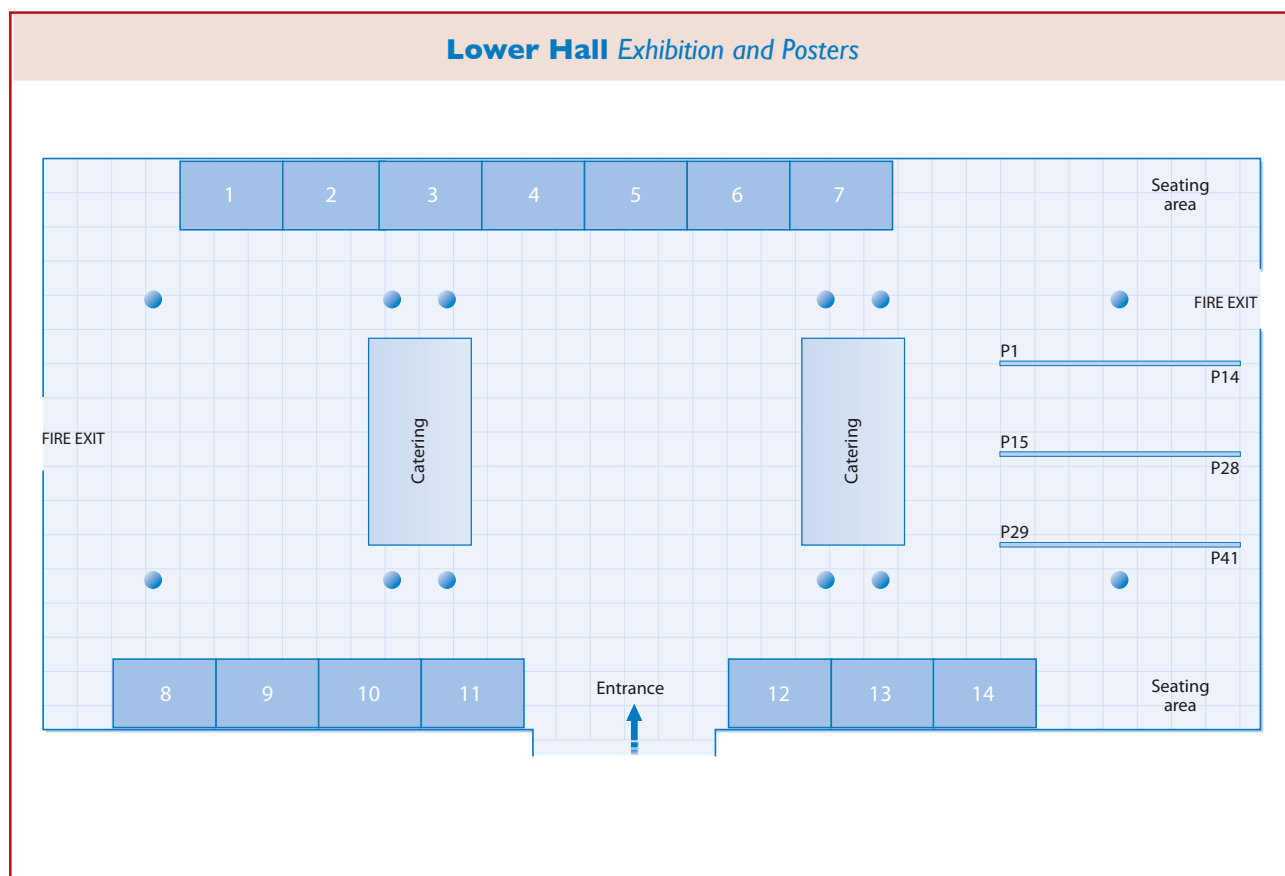 Lower Hall Exhibition and Posters
1 2 3 4 5 6 7
Seating
area
FIRE EXIT
P1
P14
FIRE EXIT
Catering
Catering
P15
P28
P29
P41
8 9 10 11
Entrance
12 13 14
Seating
area